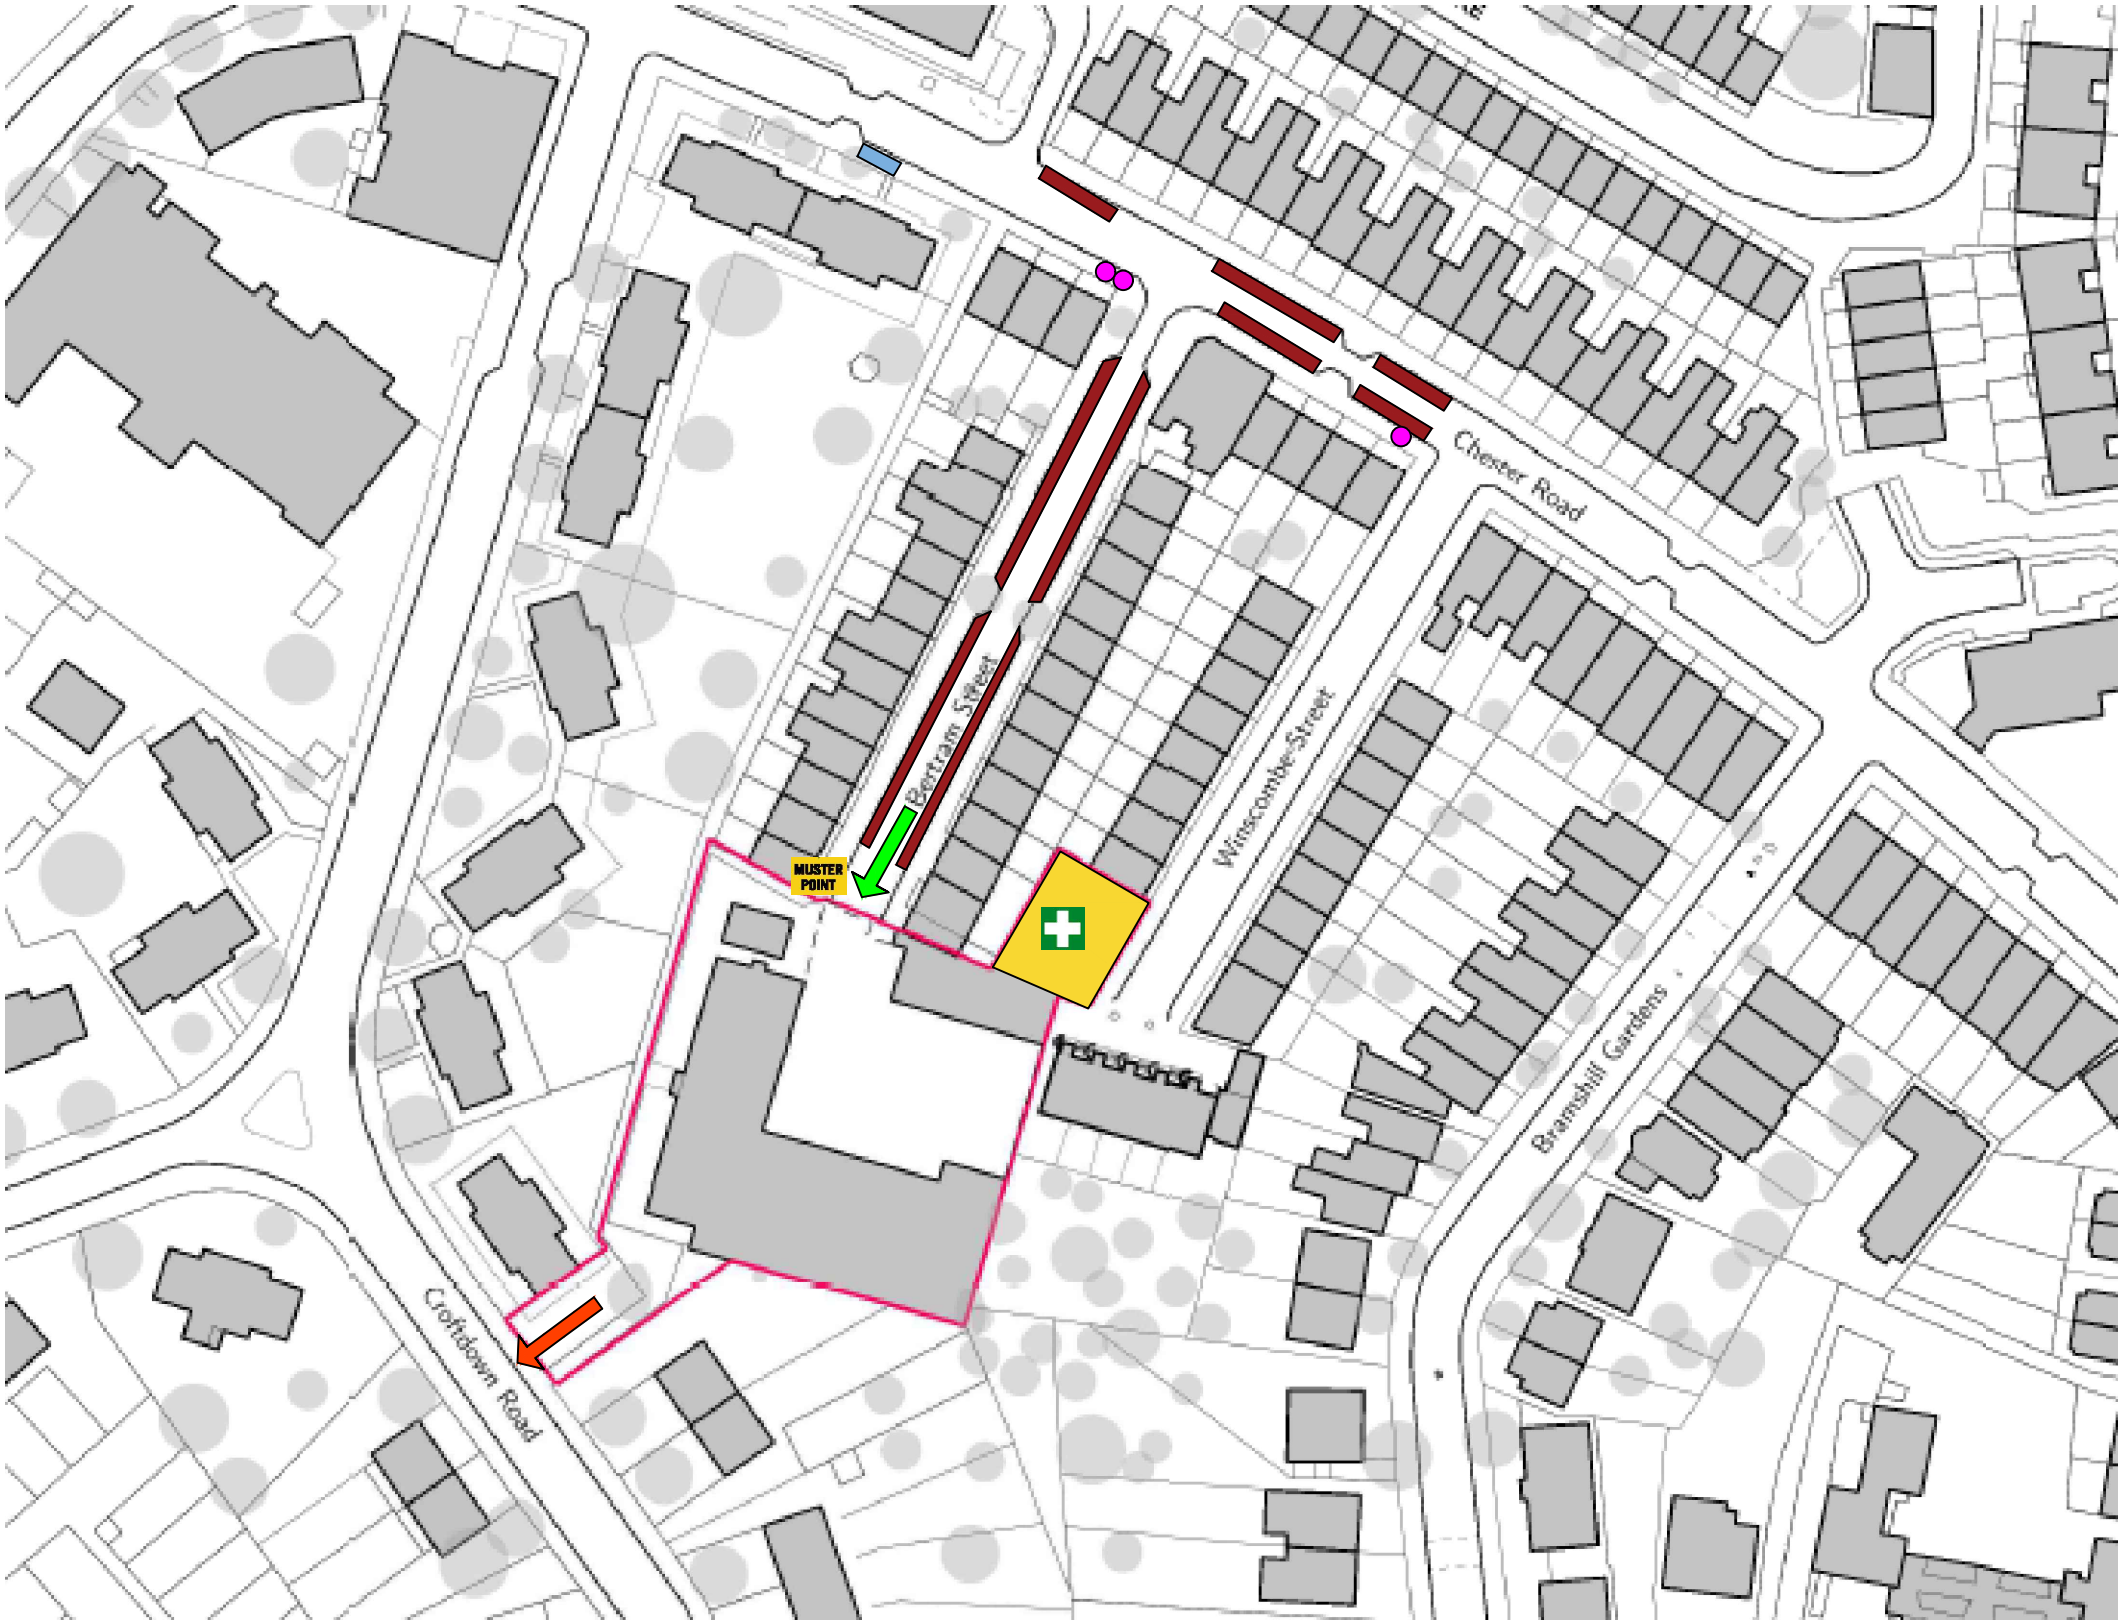 Chester Road
Bertram Street
Winscombe Street
MUSTER
POINT
Bramshill Gardens
Croftdown Road